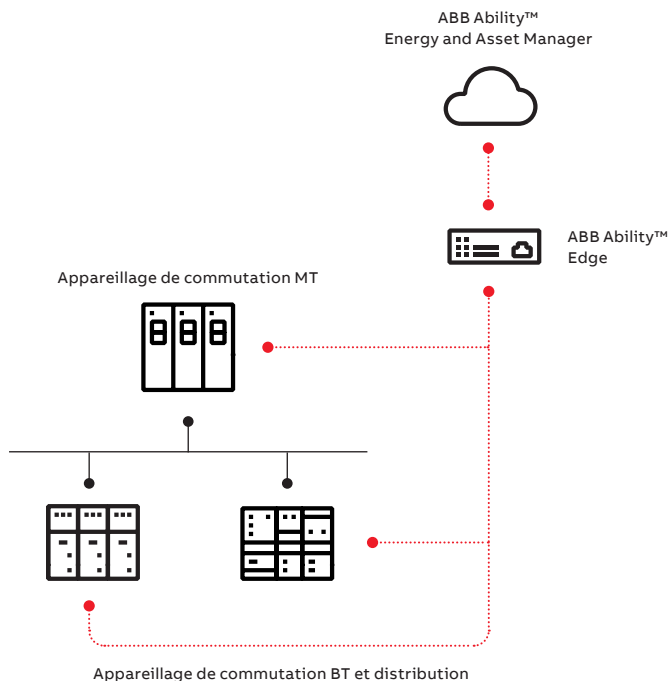 ABB Ability™
Energy and Asset Manager
ABB Ability™
Edge
Appareillage de commutation MT
Appareillage de commutation BT et distribution